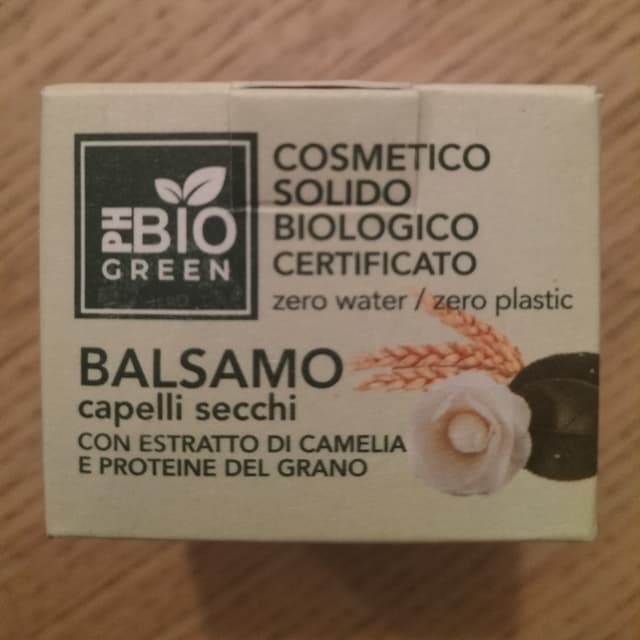 PH BIO
GREEN
COSMETICO
SOLIDO
BIOLOGICO
CERTIFICATO
zero water / zero plastic
BALSAMO
capelli secchi
CON ESTRATTO DI CAMELIA
E PROTEINE DEL GRANO